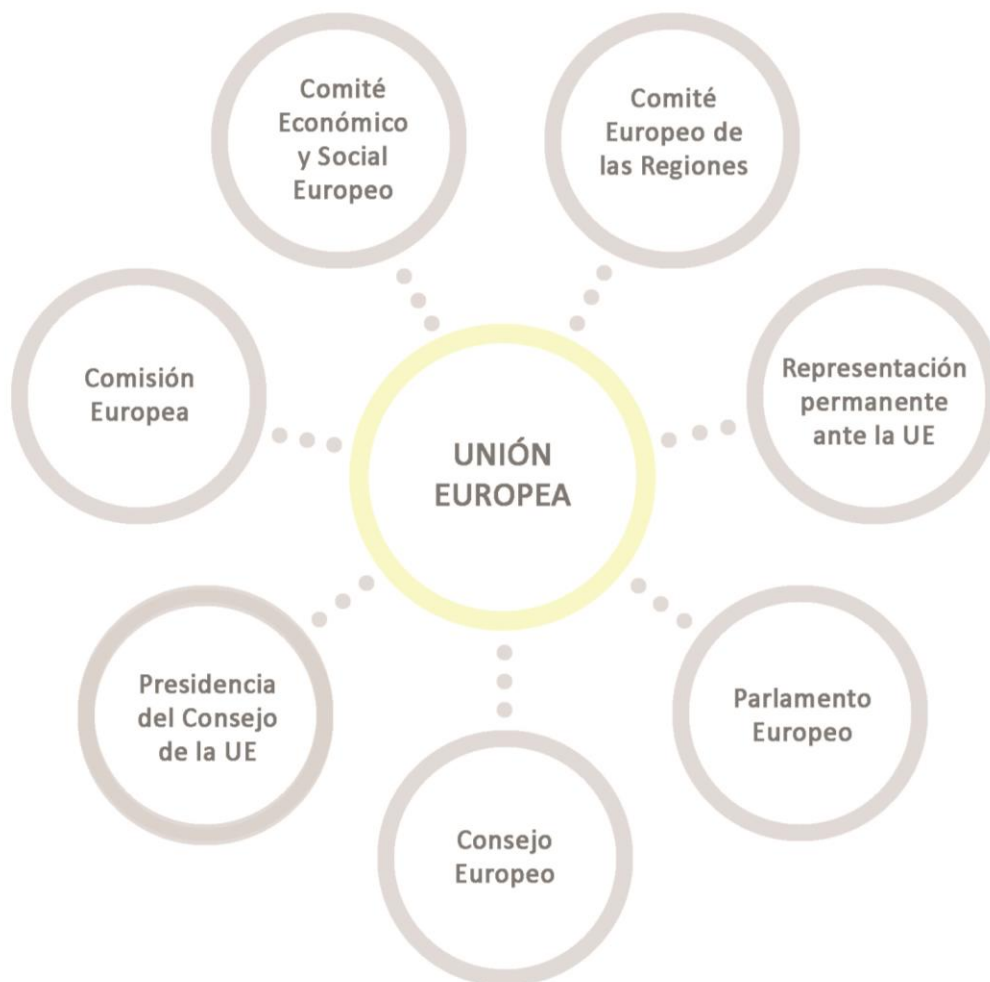 Comité
Económico
y Social
Europeo
Comité
Europeo de
las Regiones
Comisión
Europea
Representación
permanente
ante la UE
UNIÓN
EUROPEA
Presidencia
del Consejo
de la UE
Parlamento
Europeo
Consejo
Europeo